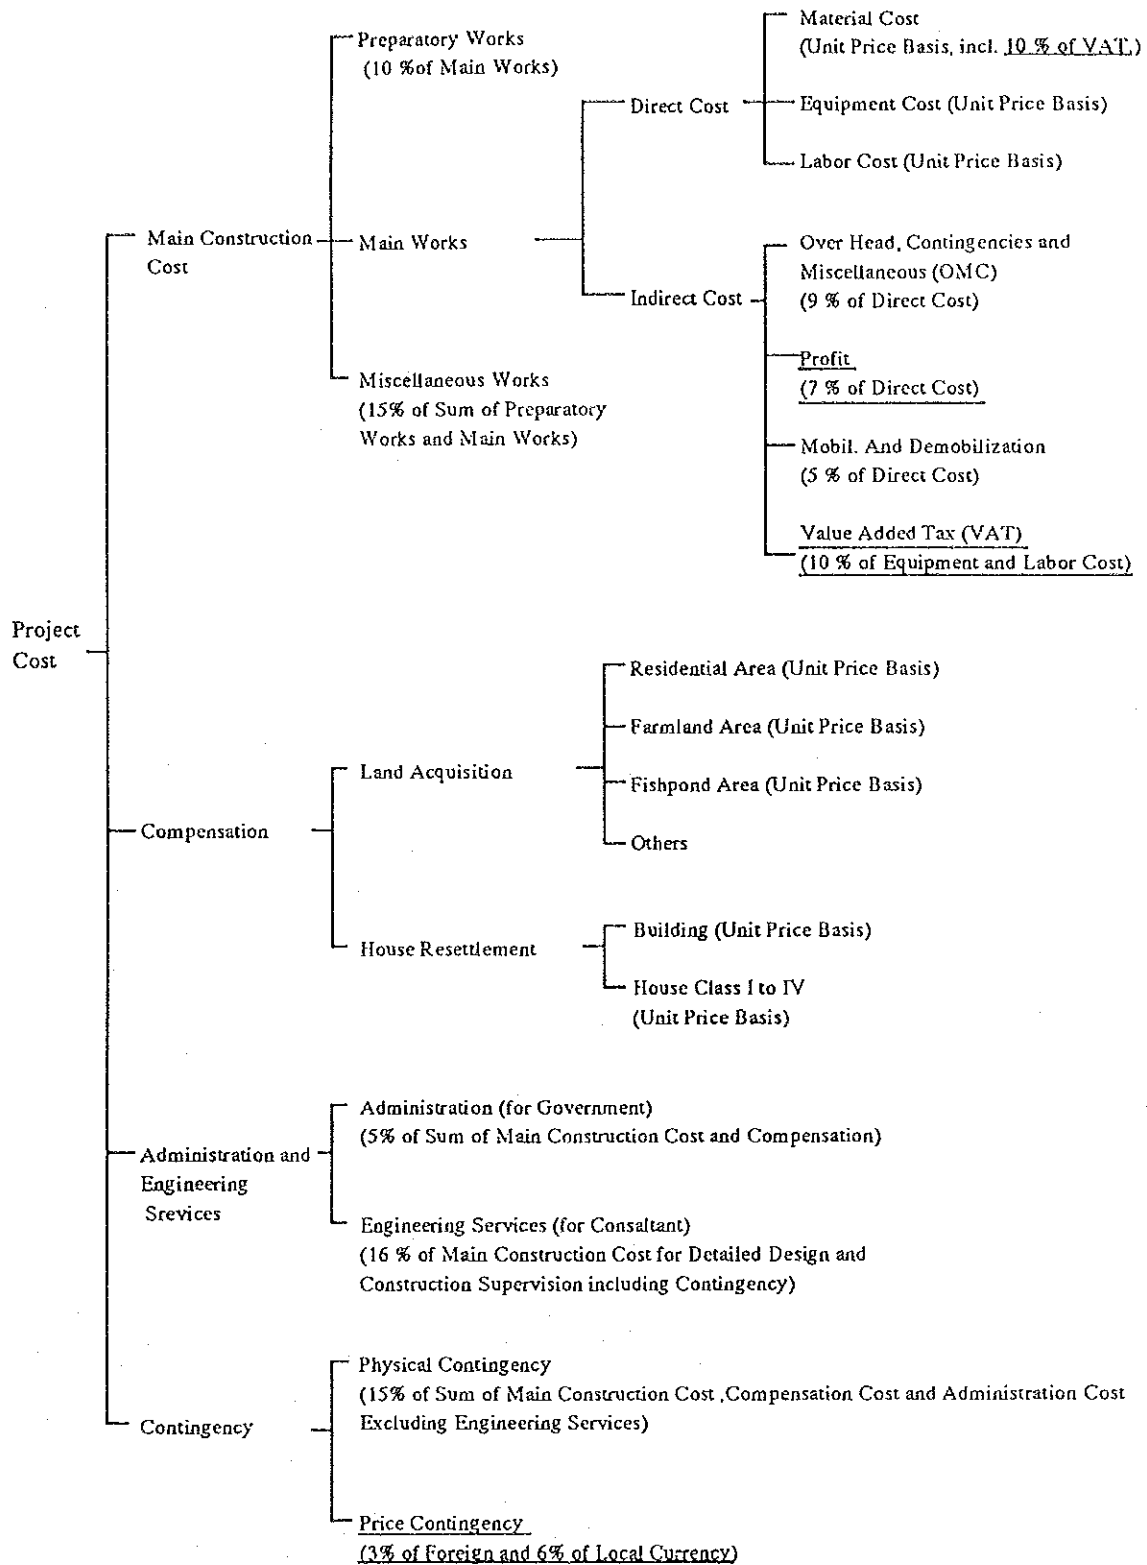 Preparatory Works
(10 %of Main Works)
Material Cost
(Unit Price Basis, incl. 10 % of VAT.)
Direct Cost
Equipment Cost (Unit Price Basis)
Labor Cost (Unit Price Basis)
Main Construction
Cost
Main Works
Over Head, Contingencies and
Miscellaneous (OMC)
(9 % of Direct Cost)
Indirect Cost
Profit
(7 % of Direct Cost)
Miscellaneous Works
(15% of Sum of Preparatory
Works and Main Works)
Mobil. And Demobilization
(5 % of Direct Cost)
Value Added Tax (VAT)
(10 % of Equipment and Labor Cost)
Project
Cost
Residential Area (Unit Price Basis)
Farmland Area (Unit Price Basis)
Land Acquisition
Fishpond Area (Unit Price Basis)
Others
Compensation
Building (Unit Price Basis)
House Resettlement
House Class I to IV
(Unit Price Basis)
Administration (for Government)
(5% of Sum of Main Construction Cost and Compensation)
Administration and
Engineering
Srevices
Engineering Services (for Consaltant)
(16 % of Main Construction Cost for Detailed Design and
Construction Supervision including Contingency)
Physical Contingency
(15% of Sum of Main Construction Cost ,Compensation Cost and Administration Cost
Excluding Engineering Services)
Contingency
Price Contingency
(3% of Foreign and 6% of Local Currency)